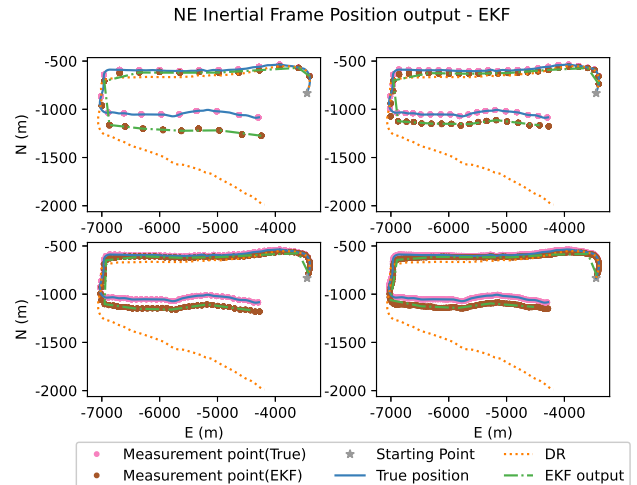 NE Inertial Frame Position output - EKF
-500
-1000
-1500
-2000
N (m)
-7000 -6000 -5000 -4000
-500
-1000
-1500
-2000
-7000 -6000 -5000 -4000
-500
-1000
-1500
-2000
N (m)
-7000 -6000 -5000 -4000
E (m)
-500
-1000
-1500
-2000
-7000 -6000 -5000 -4000
E (m)
Measurement point(True)
Measurement point(EKF)
Starting Point
True position
DR
EKF output